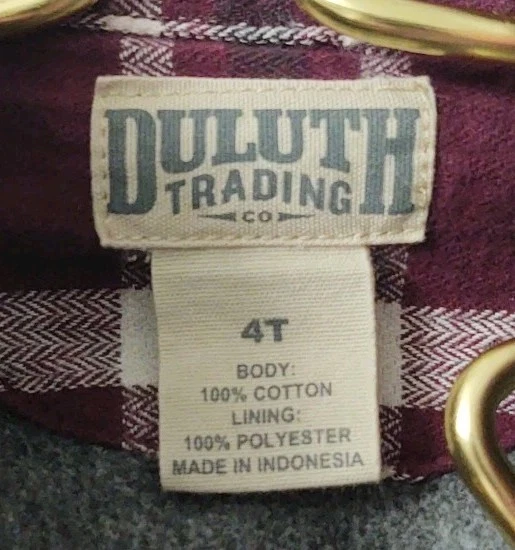 DULUTH
TRADING
CO
4T
BODY:
100% COTTON
LINING:
100% POLYESTER
MADE IN INDONESIA